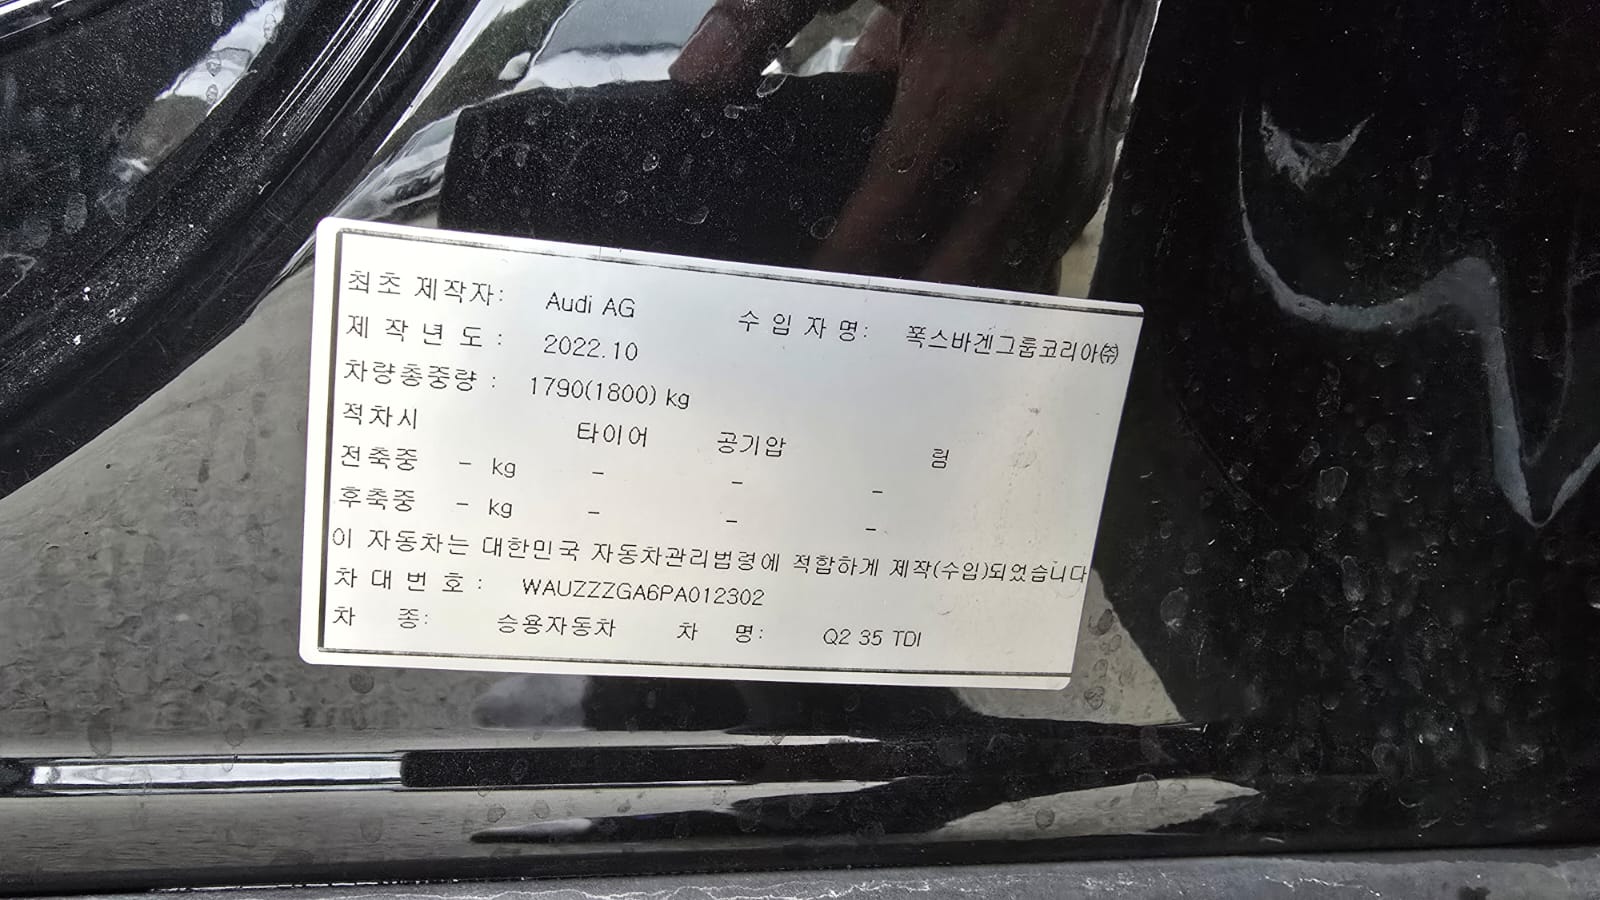 최초 제작자: Audi AG 수 입 자 명: 폭스바겐그룹코리아㈜
제 작 년 도 : 2022.10
차량총중량 : 1790(1800) kg
적차시 타이어 공기압 림
전축중 - kg - - -
후축중 - kg - - -
이 자동차는 대한민국 자동차관리법령에 적합하게 제작(수입)되었습니다
차 대 번 호 : WAUZZZGA6PA012302
차 종: 승용자동차 차 명: Q2 35 TDI